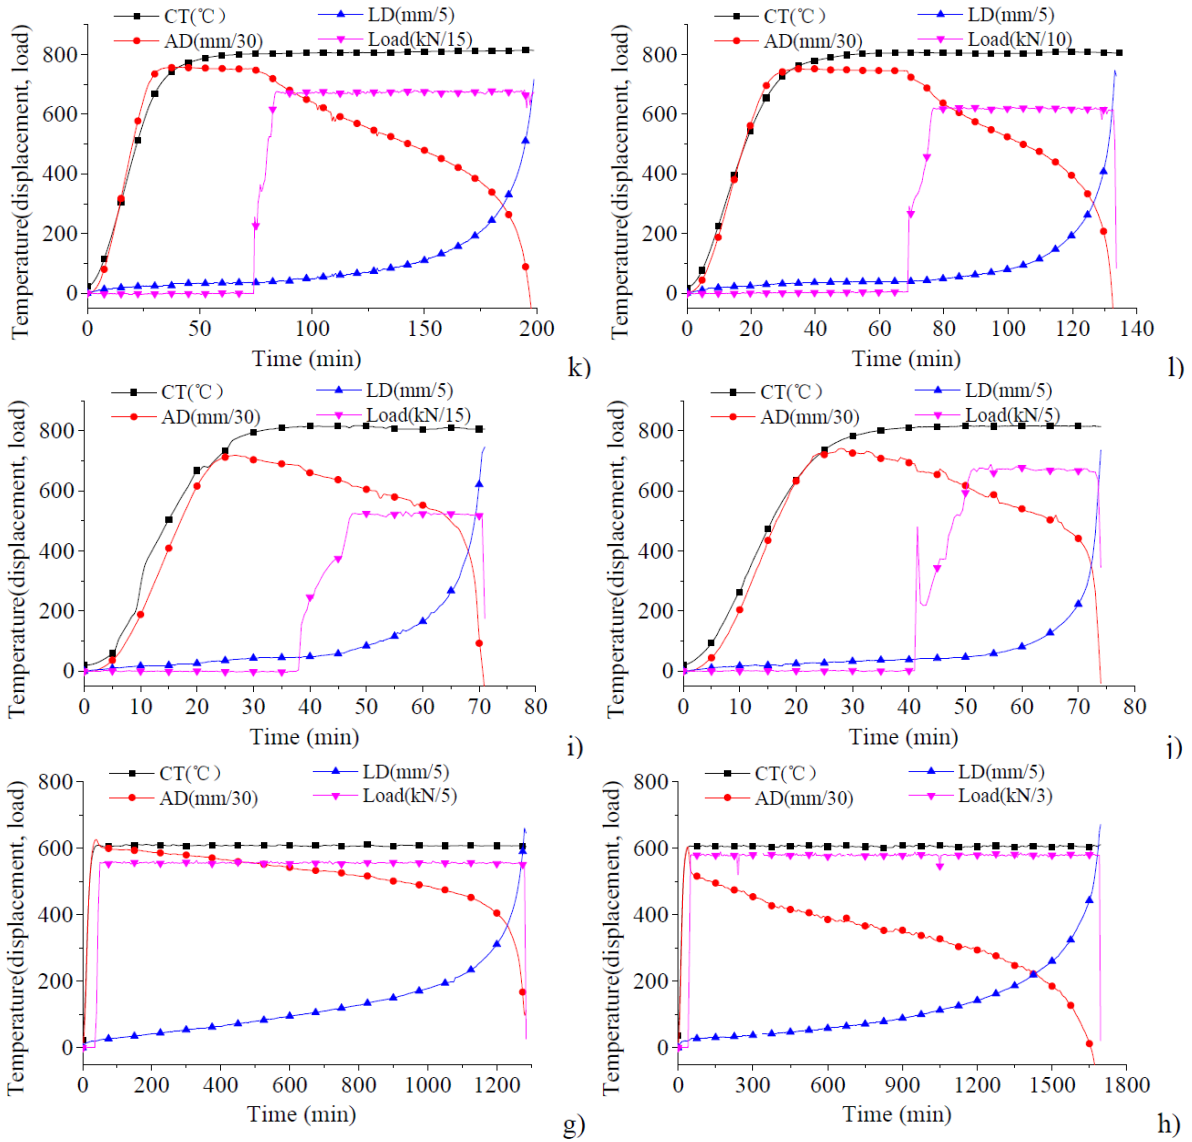 CT(℃)
LD(mm/5)
AD(mm/30)
Load(kN/15)
Temperature(displacement, load)
800
600
400
200
0
0
50
100
150
200
Time (min)
k)
CT(℃)
LD(mm/5)
AD(mm/30)
Load(kN/10)
Temperature(displacement, load)
800
600
400
200
0
0
20
40
60
80
100
120
140
Time (min)
l)
CT(℃)
LD(mm/5)
AD(mm/30)
Load(kN/15)
Temperature(displacement, load)
800
600
400
200
0
0
10
20
30
40
50
60
70
80
Time (min)
i)
CT(℃)
LD(mm/5)
AD(mm/30)
Load(kN/5)
Temperature(displacement, load)
800
600
400
200
0
0
10
20
30
40
50
60
70
80
Time (min)
j)
CT(℃)
LD(mm/5)
AD(mm/30)
Load(kN/5)
Temperature(displacement, load)
800
600
400
200
0
0
200
400
600
800
1000
1200
Time (min)
g)
CT(℃)
LD(mm/5)
AD(mm/30)
Load(kN/3)
Temperature(displacement, load)
800
600
400
200
0
0
300
600
900
1200
1500
1800
Time (min)
h)